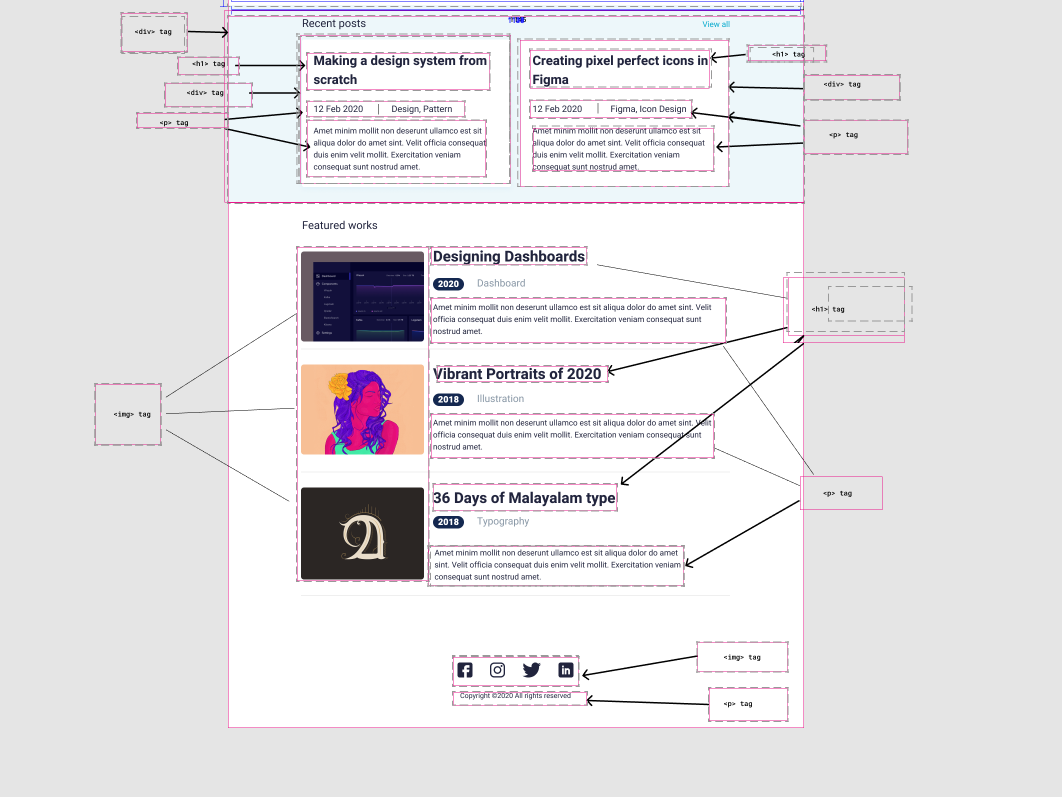 Recent posts
View all
<div> tag
<h1> tag
<div> tag
<p> tag
Making a design system from
scratch
12 Feb 2020 | Design, Pattern
Amet minim mollit non deserunt ullamco est sit
aliqua dolor do amet sint. Velit officia consequat
duis enim velit mollit. Exercitation veniam
consequat sunt nostrud amet.
Creating pixel perfect icons in
Figma
12 Feb 2020 | Figma, Icon Design
Amet minim mollit non deserunt ullamco est sit
aliqua dolor do amet sint. Velit officia consequat
duis enim velit mollit. Exercitation veniam
consequat sunt nostrud amet.
<h1> tag
<div> tag
<p> tag
Featured works
Designing Dashboards
2020 Dashboard
Amet minim mollit non deserunt ullamco est sit aliqua dolor do amet sint. Velit
officia consequat duis enim velit mollit. Exercitation veniam consequat sunt
nostrud amet.
<h1> tag
Vibrant Portraits of 2020
2018 Illustration
Amet minim mollit non deserunt ullamco est sit aliqua dolor do amet sint. Velit
officia consequat duis enim velit mollit. Exercitation veniam consequat sunt
nostrud amet.
<img> tag
36 Days of Malayalam type
2018 Typography
Amet minim mollit non deserunt ullamco est sit aliqua dolor do amet
sint. Velit officia consequat duis enim velit mollit. Exercitation veniam
consequat sunt nostrud amet.
<p> tag
<img> tag
Copyright ©2020 All rights reserved
<p> tag